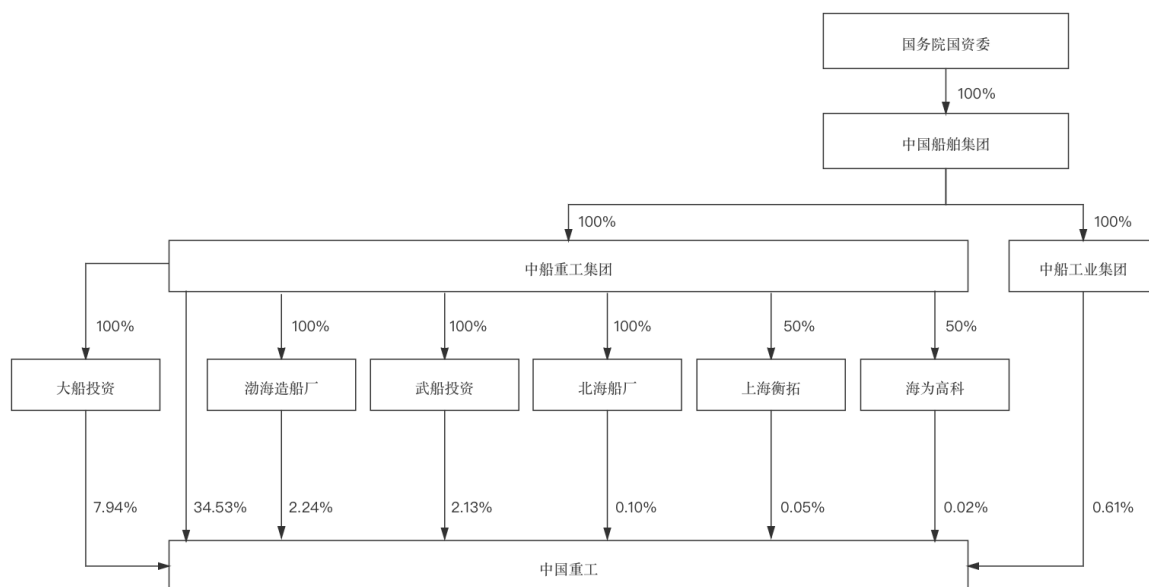 国务院国资委
100%
中国船舶集团
100%
100%
中船重工集团
中船工业集团
100%
100%
100%
100%
50%
50%
大船投资
渤海造船厂
武船投资
北海船厂
上海衡拓
海为高科
7.94%
34.53%
2.24%
2.13%
0.10%
0.05%
0.02%
0.61%
中国重工